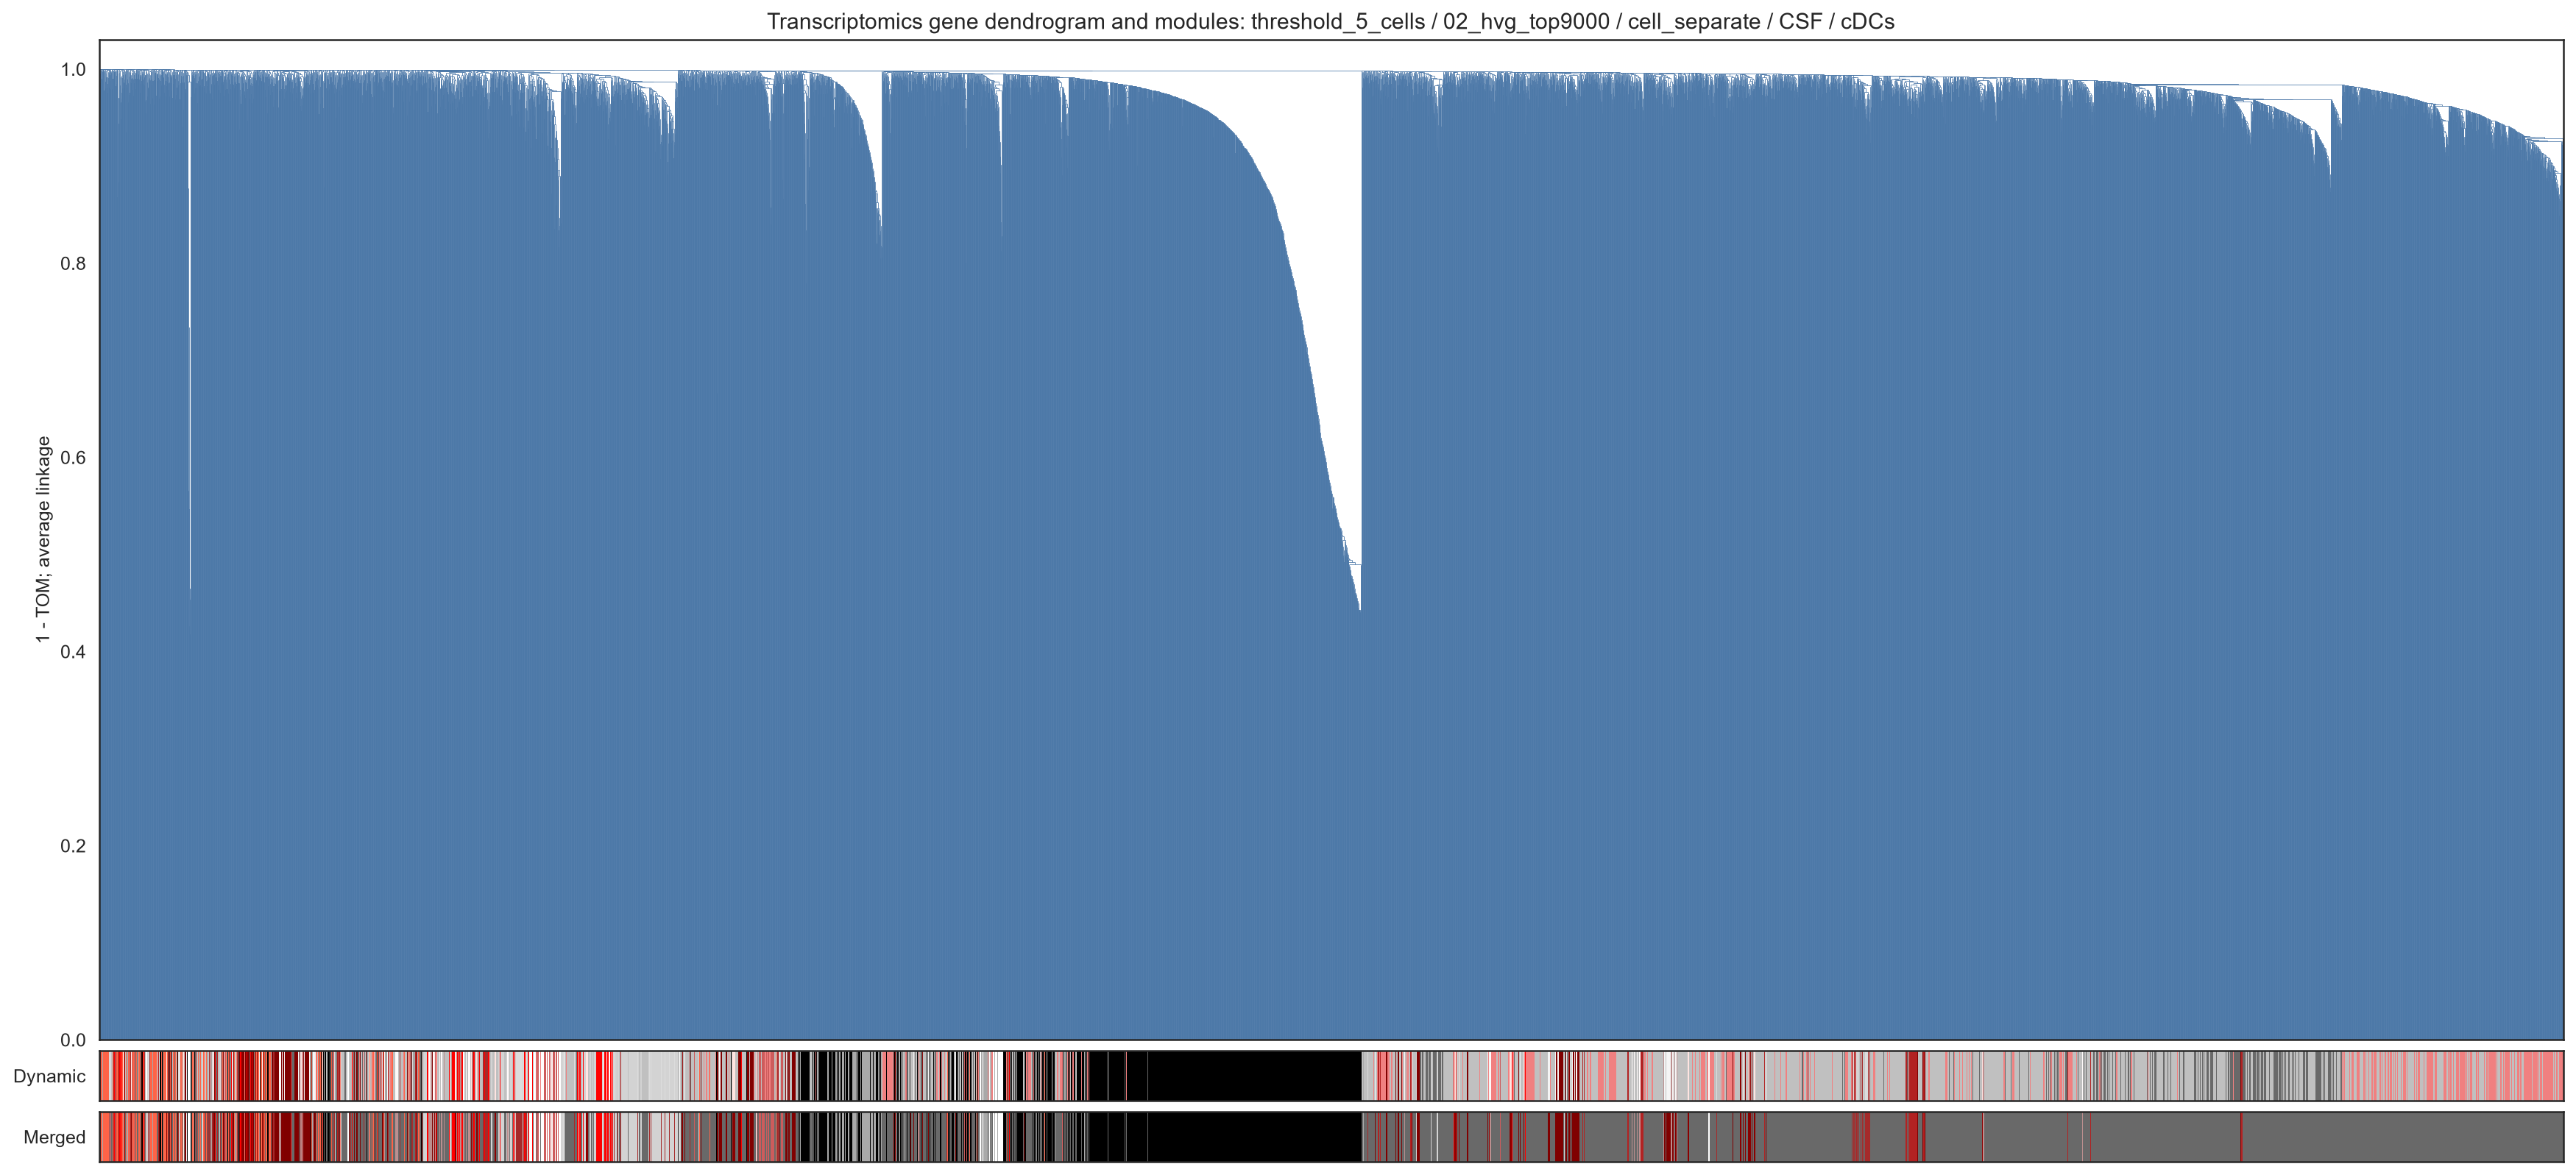 Transcriptomics gene dendrogram and modules: threshold_5_cells / 02_hvg_top9000 / cell_separate / CSF / cDCs
1.0
0.8
0.6
0.4
0.2
0.0
1 - TOM; average linkage
Dynamic
Merged